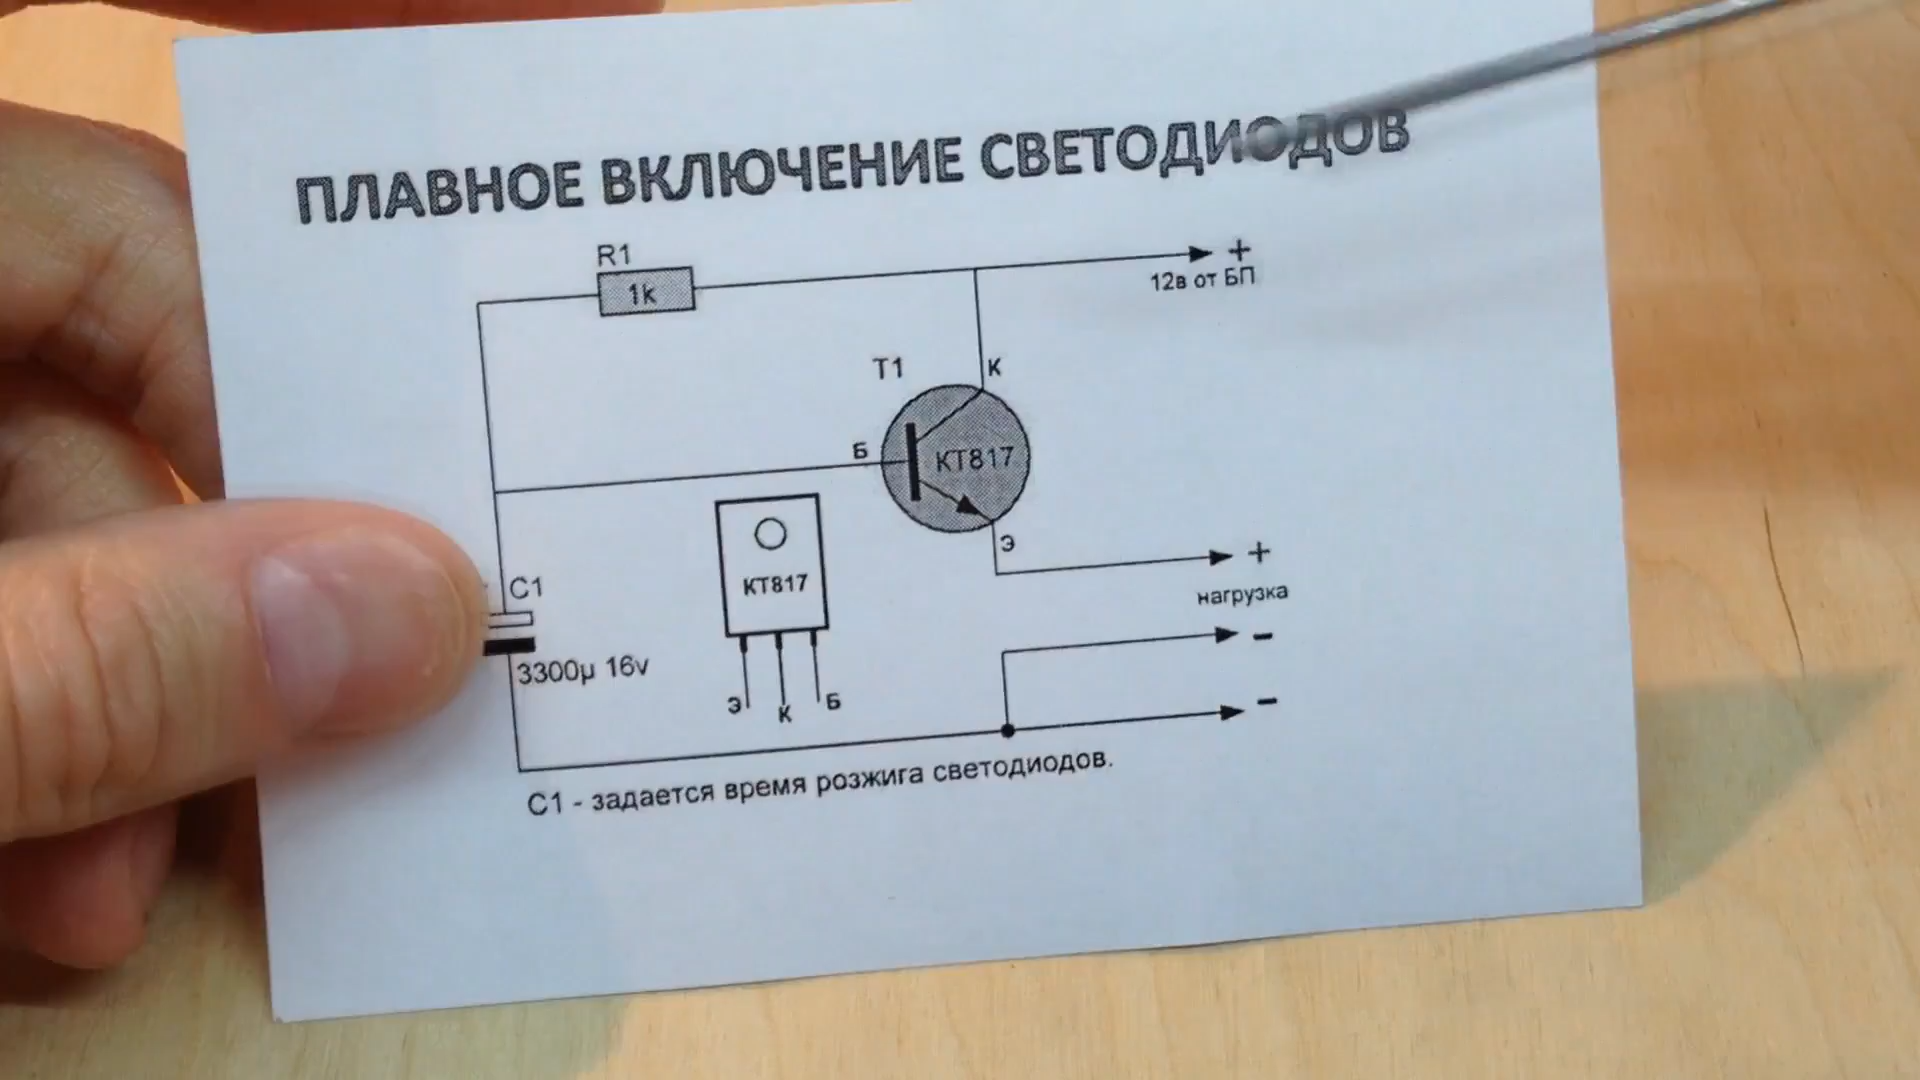 ПЛАВНОЕ ВКЛЮЧЕНИЕ СВЕТОДИОДОВ
R1
1k
+
12в от БП
T1
К
Б
КТ817
Э
+
нагрузка
-
-
C1
3300µ 16v
КТ817
Э К Б
С1 - задается время розжига светодиодов.